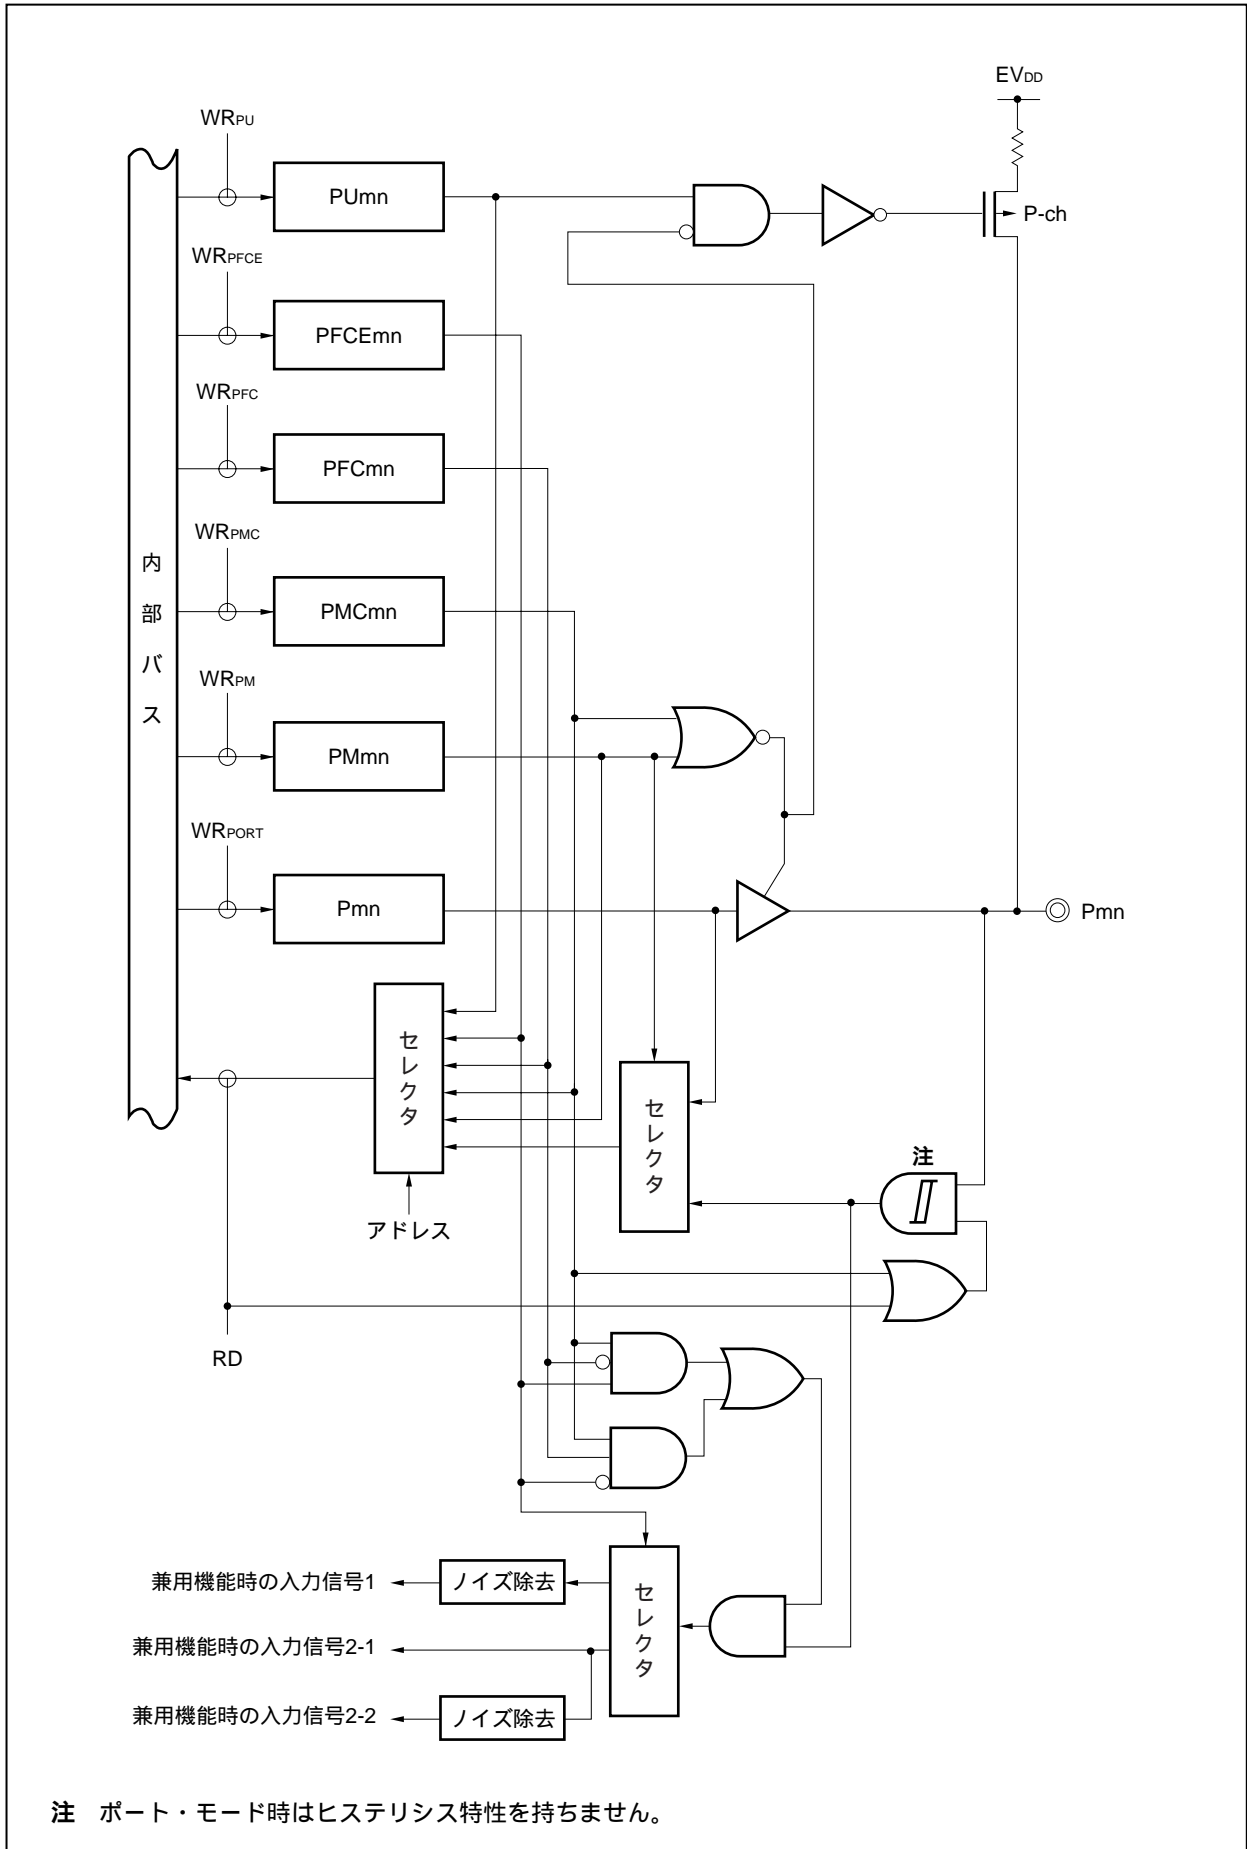 EVDD
WRPU
PUmn
P-ch
WRPFCE
PFCEmn
WRPFC
PFCmn
WRPMC
PMCmn
内部バス
WRPM
PMmn
WRPORT
Pmn
Pmn
セレクタ
セレクタ
注
アドレス
RD
セレクタ
兼用機能時の入力信号1
ノイズ除去
兼用機能時の入力信号2-1
兼用機能時の入力信号2-2
ノイズ除去
注 ポート・モード時はヒステリシス特性を持ちません。